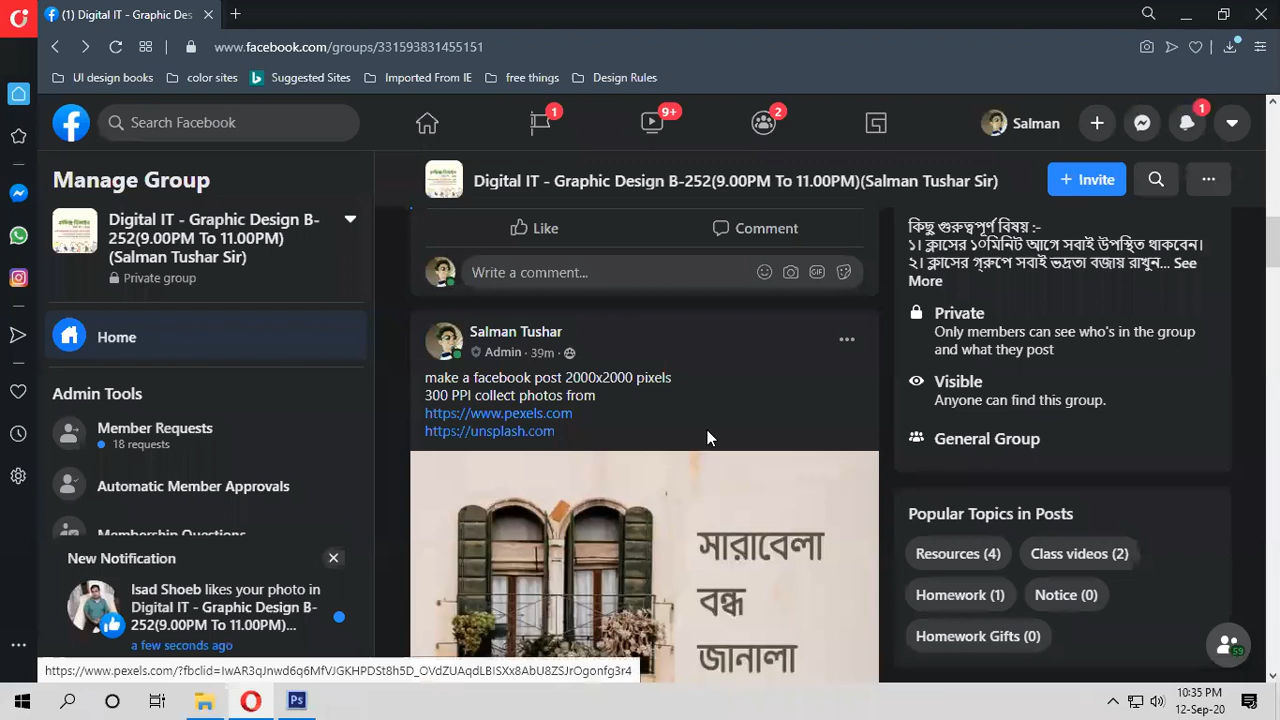 (1) Digital IT - Graphic Des
www.facebook.com/groups/331593831455151
UI design books
color sites
Suggested Sites
Imported From IE
free things
Design Rules
Search Facebook
1
9+
2
Salman
1
Manage Group
Digital IT - Graphic Design B-252(9.00PM To 11.00PM)(Salman Tushar Sir)
Invite
Digital IT - Graphic Design B-
252(9.00PM To 11.00PM)
(Salman Tushar Sir)
Private group
Home
Admin Tools
Member Requests
18 requests
Automatic Member Approvals
Membership Questions
New Notification
Isad Shoeb likes your photo in
Digital IT - Graphic Design B-
252(9.00PM To 11.00PM)...
a few seconds ago
Like
Comment
Write a comment...
GIF
Salman Tushar
Admin · 39m ·
make a facebook post 2000x2000 pixels
300 PPI collect photos from
https://www.pexels.com
https://unsplash.com
সারাবেলা
বন্ধ
জানালা
কিছু গুরুত্বপূর্ণ বিষয় :-
১। ক্লাসের ১০মিনিট আগে সবাই উপস্থিত থাকবেন।
২। ক্লাসের গ্রুপে সবাই ভদ্রতা বজায় রাখুন... See
More
Private
Only members can see who's in the group
and what they post
Visible
Anyone can find this group.
General Group
Popular Topics in Posts
Resources (4)
Class videos (2)
Homework (1)
Notice (0)
Homework Gifts (0)
59
https://www.pexels.com/?fbclid=IwAR3qJnwd6q6MfVJGKHPDSt8h5D_OVdZUAqdLBISXx8AbU8ZSJrOgonfg3r4
Ps
10:35 PM
12-Sep-20